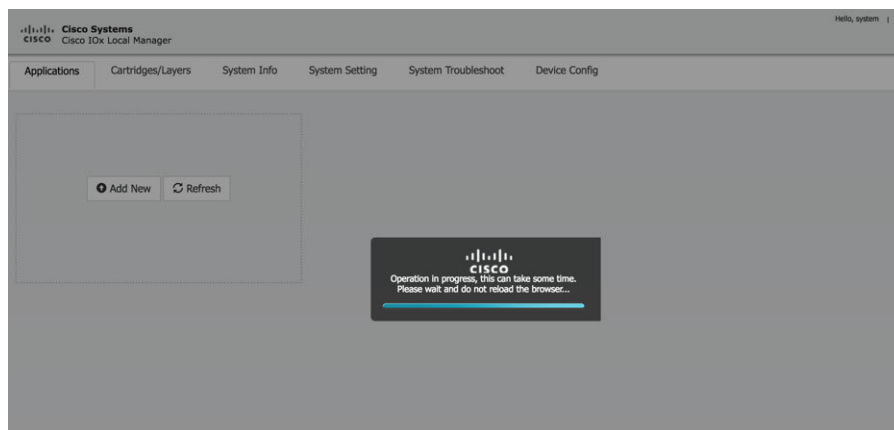 Hello, system |
Cisco Systems
CISCO Cisco IOx Local Manager
Applications Cartridges/Layers System Info System Setting System Troubleshoot Device Config
Add New Refresh
CISCO
Operation in progress, this can take some time.
Please wait and do not reload the browser...